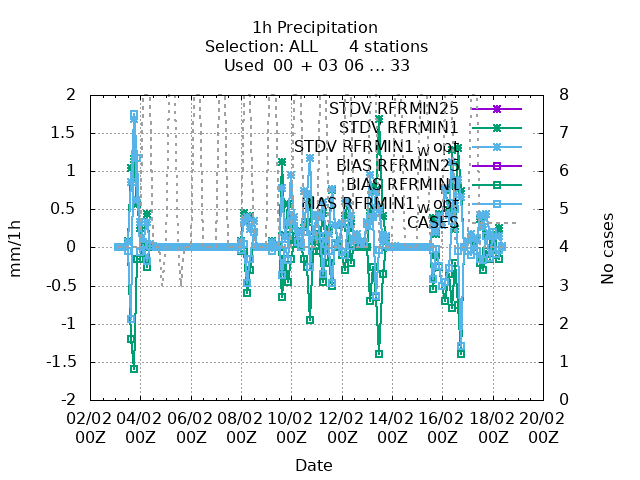 1h Precipitation
Selection: ALL 4 stations
Used 00 + 03 06 ... 33
2 8
STDV RFRMIN25
1.5 STDV RFRMIN1 7
STDV RFRMIN1_w opt
1 BIAS RFRMIN25 6
BIAS RFRMIN1
0.5 BIAS RFRMIN1_w opt 5
CASES
0 4
-0.5 3
-1 2
-1.5 1
-2 0
mm/1h
No cases
02/02 04/02 06/02 08/02 10/02 12/02 14/02 16/02 18/02 20/02
00Z 00Z 00Z 00Z 00Z 00Z 00Z 00Z 00Z 00Z
Date